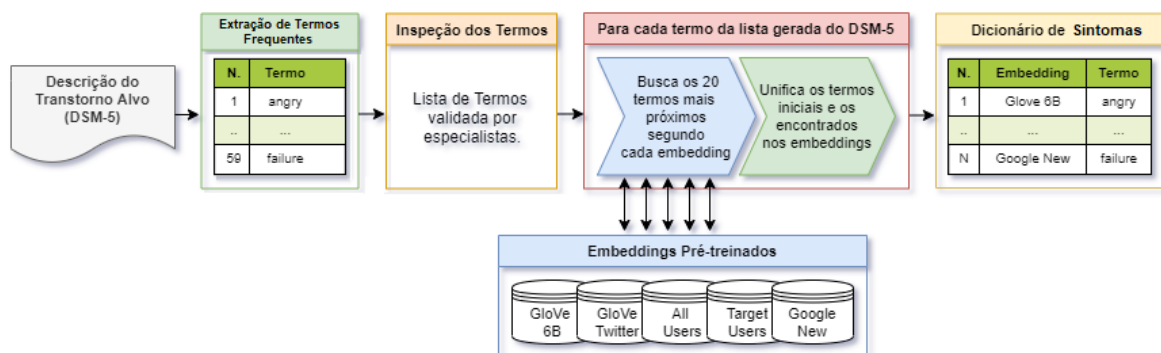 Descrição do
Transtorno Alvo
(DSM-5)
Extração de Termos
Frequentes
N. Termo
1 angry
.. ...
59 failure
Inspeção dos Termos
Lista de Termos
validada por
especialistas.
Para cada termo da lista gerada do DSM-5
Busca os 20
termos mais
próximos
segundo
cada embedding
Unifica os termos
iniciais e os
encontrados
nos embeddings
Dicionário de Sintomas
N. Embedding Termo
1 Glove 6B angry
.. ... ...
N Google New failure
Embeddings Pré-treinados
GloVe
6B
GloVe
Twitter
All
Users
Target
Users
Google
New